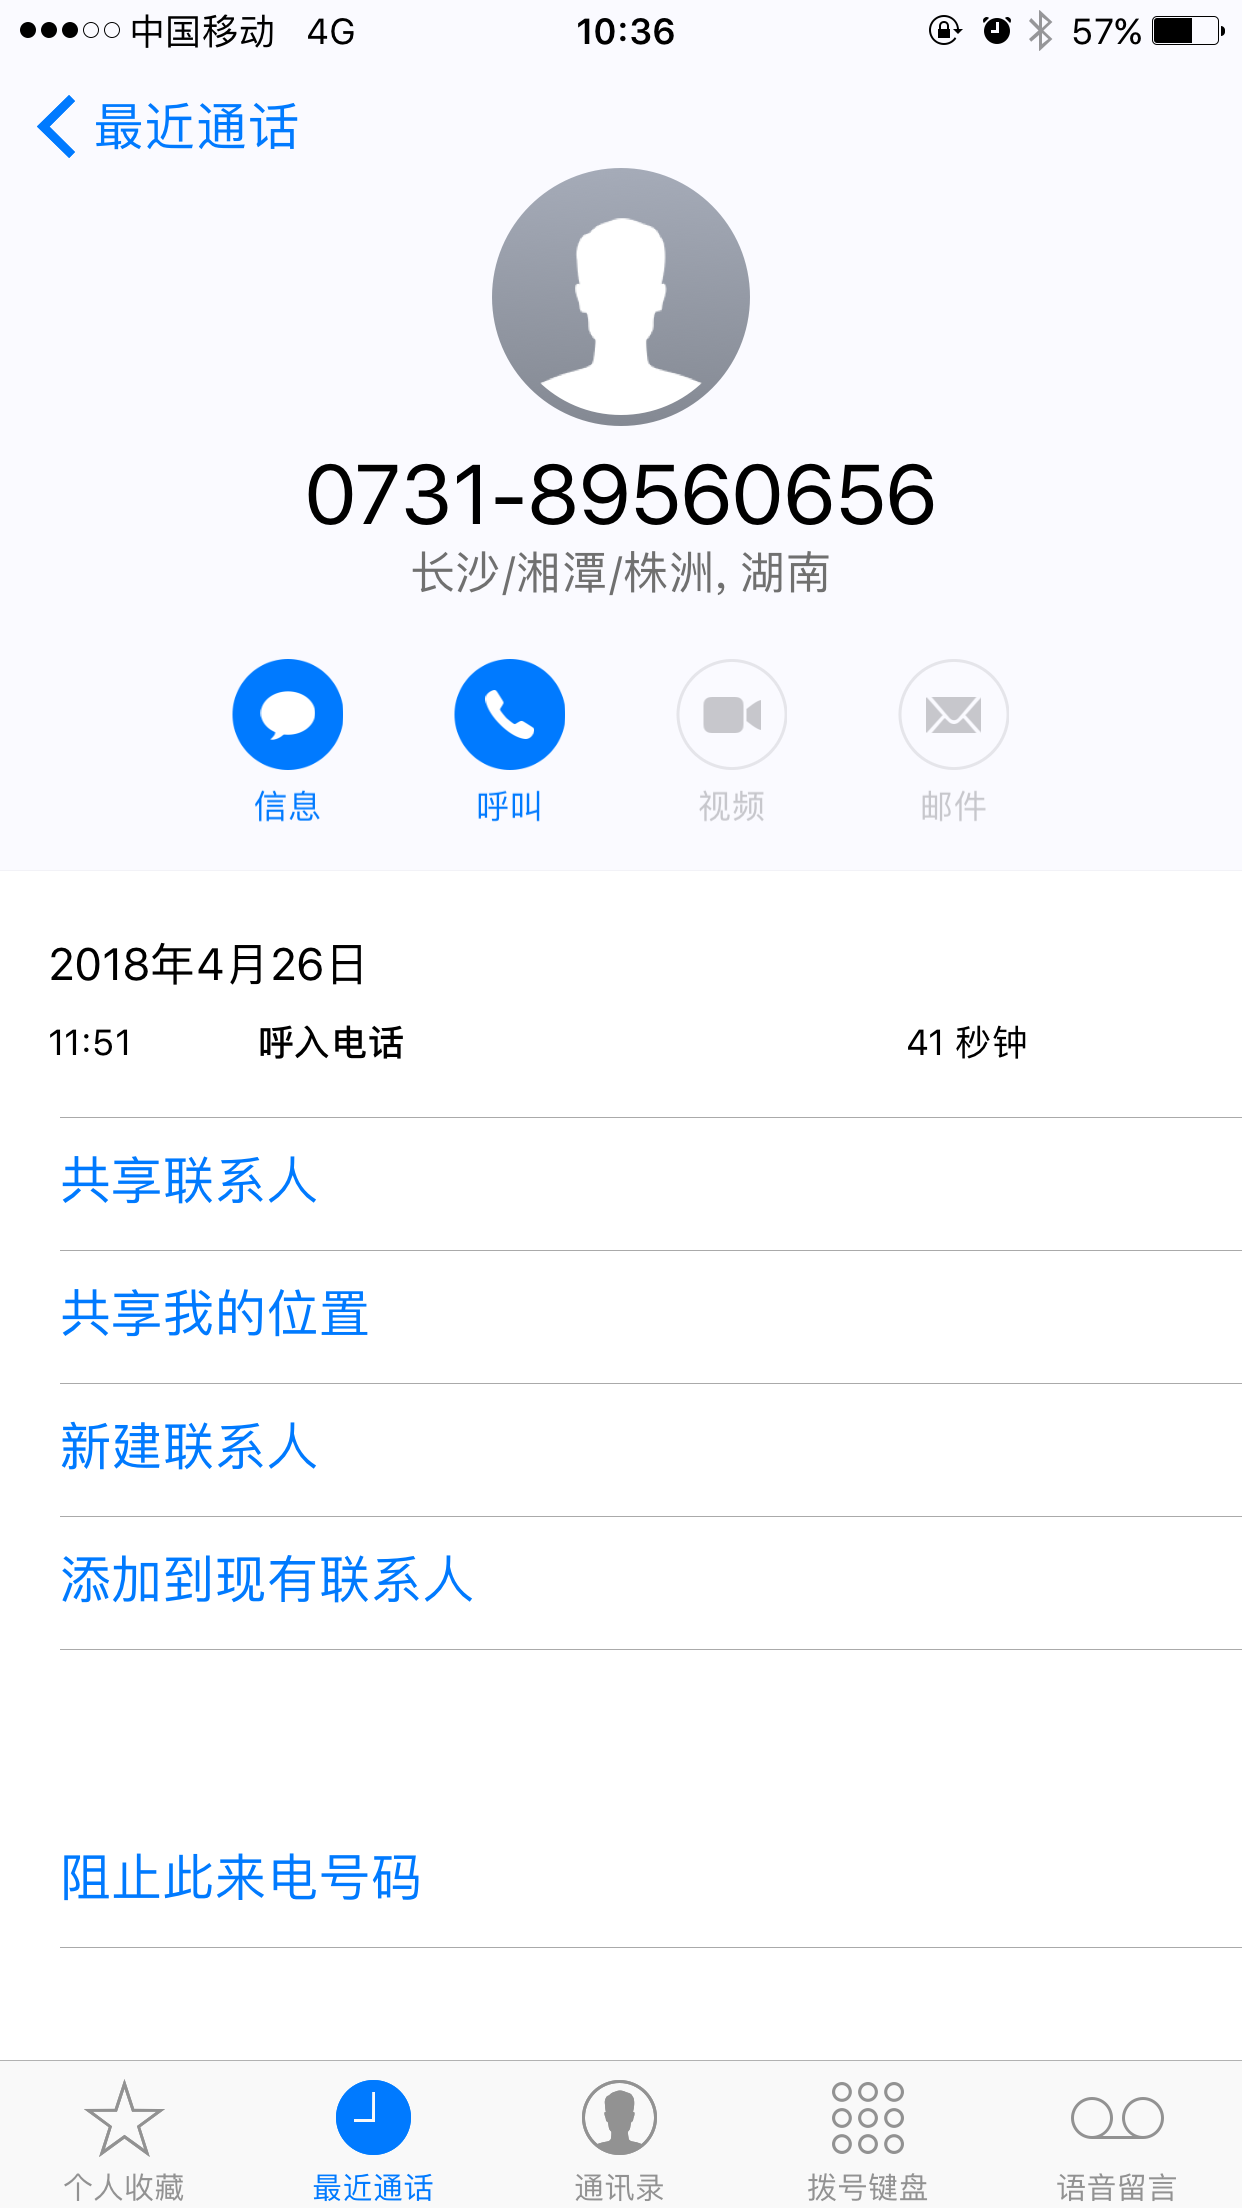 中国移动 4G 10:36 57%
最近通话
0731-89560656
长沙/湘潭/株洲, 湖南
信息 呼叫 视频 邮件
2018年4月26日
11:51 呼入电话 41 秒钟
共享联系人
共享我的位置
新建联系人
添加到现有联系人
阻止此来电号码
个人收藏 最近通话 通讯录 拨号键盘 语音留言